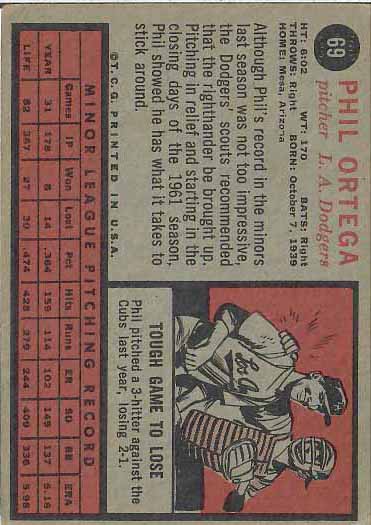 69
PHIL ORTEGA
pitcher L. A. Dodgers
HT: 6:02 WT: 170 BATS: Right
THROWS: Right BORN: October 7, 1939
HOME: Mesa, Arizona
Although Phil's record in the minors
last season was not too impressive,
the Dodgers' scouts recommended
that the righthander be brought up.
Pitching in relief and starting in the
closing days of the 1961 season,
Phil showed he has what it takes to
stick around.
©T.C.G. PRINTED IN U.S.A.
LA
TOUGH GAME TO LOSE
Phil pitched a 3-hitter against the
Cubs last year, losing 2-1.
MINOR LEAGUE PITCHING RECORD
Games IP Won Lost Pct Hits Runs ER SO BB ERA
YEAR 31 178 8 14 .364 159 114 102 149 137 5.16
LIFE 82 367 27 30 .474 428 279 244 409 336 5.98